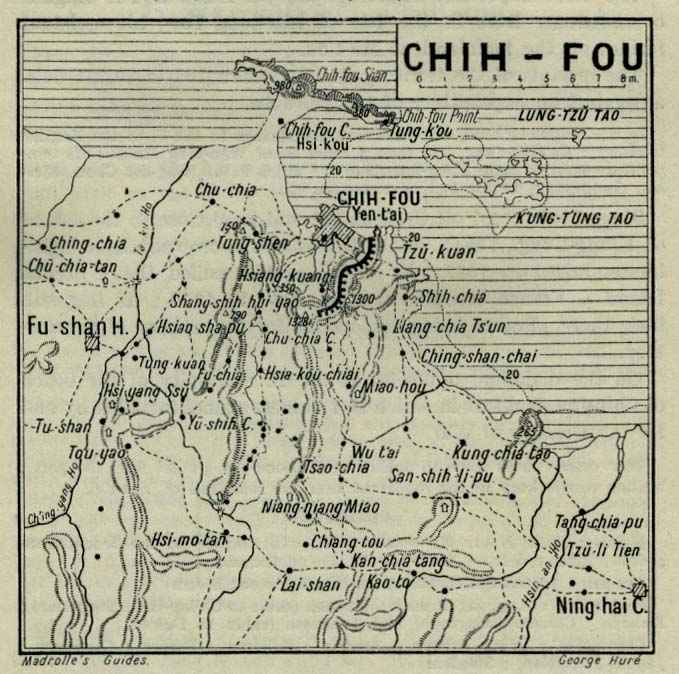 CHIH-FOU
0 1 2 3 4 5 6 7 8m.
Chih-fou Shan
980
380
Chih-fou Point
LUNG-TZŬ TAO
Chih-fou C.
Tung-k'ou
Hsi-k'ou
20
Chu-chia
CHIH-FOU
(Yen-t'ai)
KUNG-T'UNG TAO
150
Tung-shen
20
Ching-chia
Tzŭ-kuan
Chü-chia-tan
Hsiang-kuang
350
Shang-shih hui yao
1300
Shih-chia
790
1328
Fu-shan H.
Hsiao sha-pu
Liang-chia Ts'un
Chu-chia C.
Tung-kuan
Ching-shan-chai
Fu-chia
Hsia-kou-chiai
20
Hsi-yang Ssŭ
Miao-hou
Tu-shan
Yü-shih C.
Tou-yao
Wu t'ai
Kung-chia-tao
Tsao-chia
San-shih-li-pu
Ch'ing yang Ho
Niang-niang Miao
Tang-chia-pu
Hsi-mo-tan
Chiang-tou
Tzŭ-li Tien
Kan-chia tang
Hsin an Ho
Lai-shan
Kao-to
Ning-hai C.
Madrolle's Guides.
George Huré